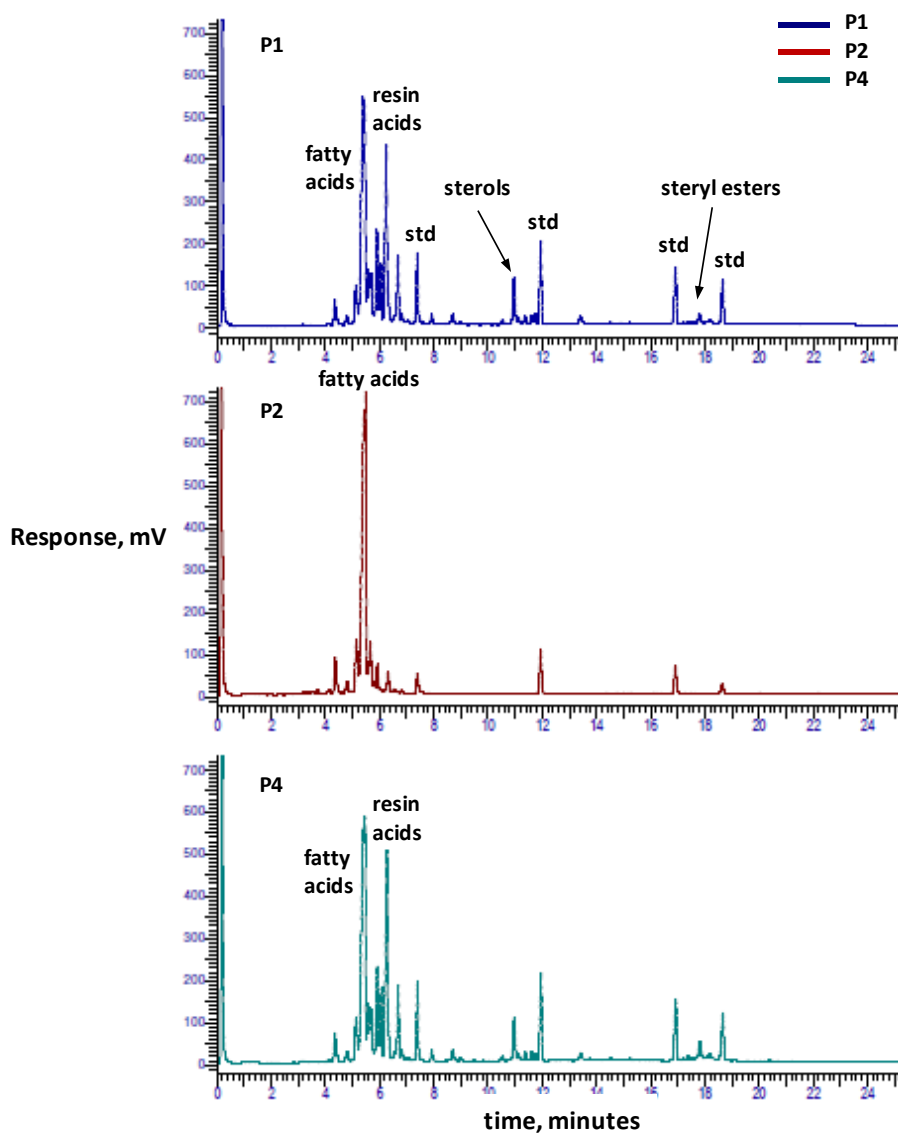 P1
P2
P4
700
600
500
400
300
200
100
0
P1
resin
acids
fatty
acids
sterols
steryl esters
std
std
std
std
0 2 4 6 8 10 12 14 16 18 20 22 24
fatty acids
700
600
500
400
300
200
100
0
P2
Response, mV
0 2 4 6 8 10 12 14 16 18 20 22 24
700
600
500
400
300
200
100
0
P4
resin
acids
fatty
acids
0 2 4 6 8 10 12 14 16 18 20 22 24
time, minutes